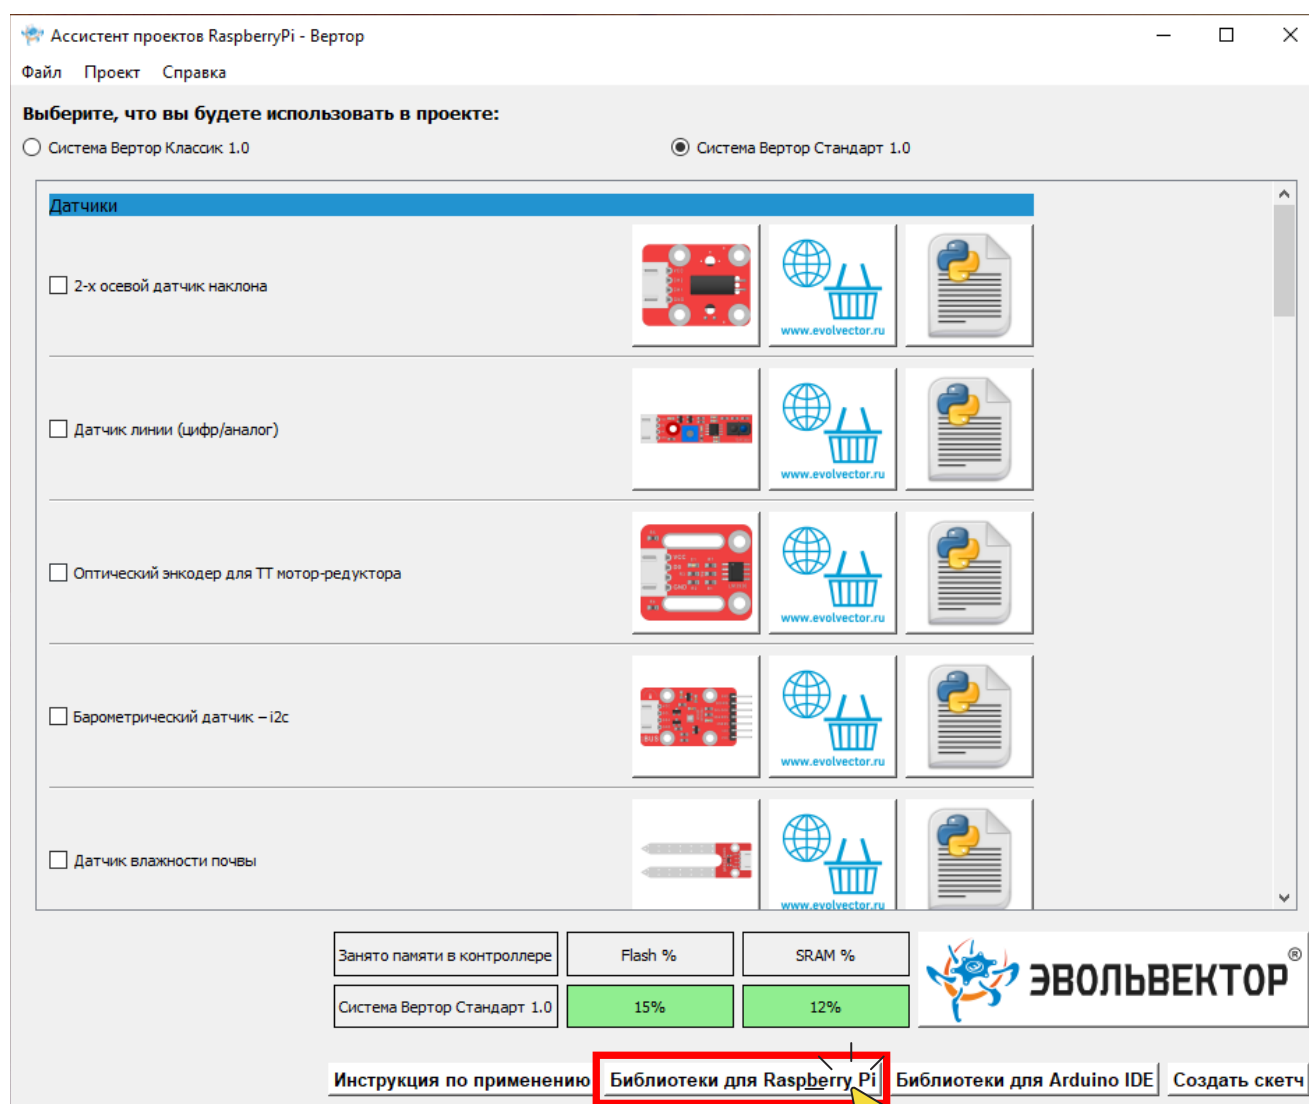 Ассистент проектов RaspberryPi - Вертор
Файл Проект Справка
Выберите, что вы будете использовать в проекте:
Система Вертор Классик 1.0
Система Вертор Стандарт 1.0
Датчики
2-х осевой датчик наклона
www.evolvector.ru
Датчик линии (цифр/аналог)
www.evolvector.ru
Оптический энкодер для ТТ мотор-редуктора
www.evolvector.ru
Барометрический датчик – i2c
www.evolvector.ru
Датчик влажности почвы
www.evolvector.ru
Занято памяти в контроллере Flash % SRAM %
Система Вертор Стандарт 1.0 15% 12%
ЭВОЛЬВЕКТОР®
Инструкция по применению Библиотеки для Raspberry Pi Библиотеки для Arduino IDE Создать скетч